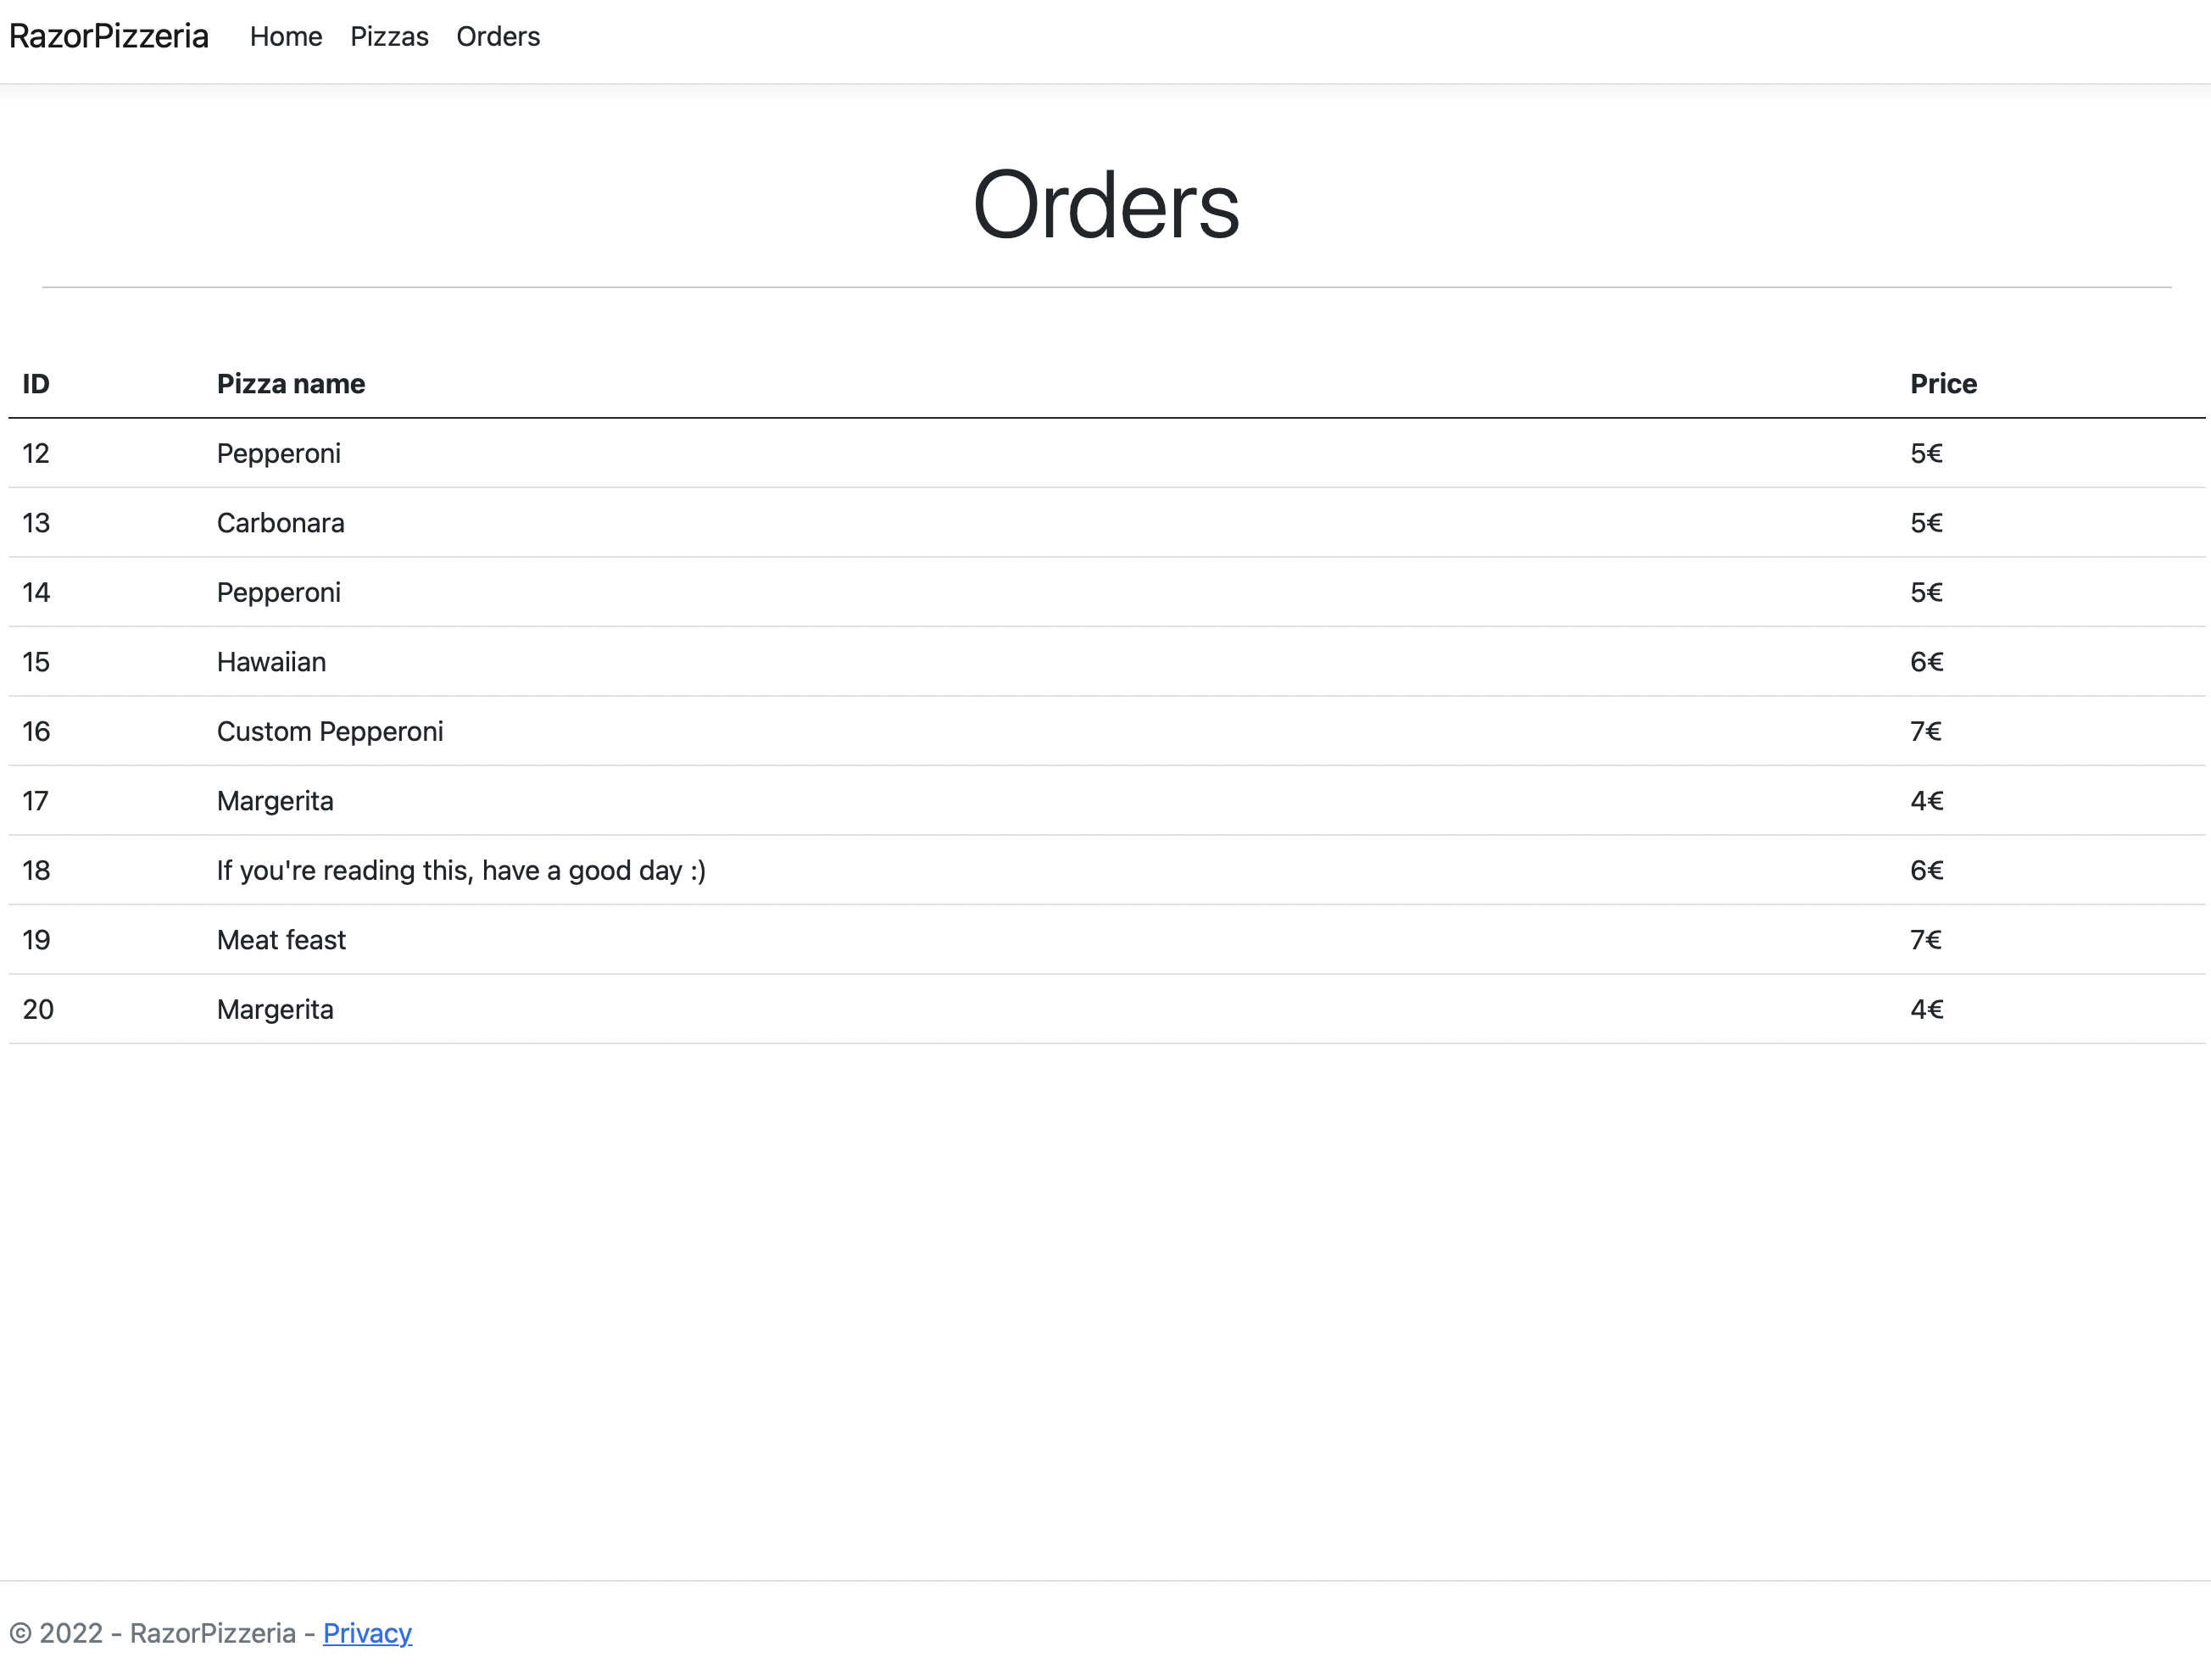 RazorPizzeria Home Pizzas Orders
Orders
ID Pizza name Price
12 Pepperoni 5€
13 Carbonara 5€
14 Pepperoni 5€
15 Hawaiian 6€
16 Custom Pepperoni 7€
17 Margerita 4€
18 If you're reading this, have a good day :) 6€
19 Meat feast 7€
20 Margerita 4€
© 2022 - RazorPizzeria - Privacy